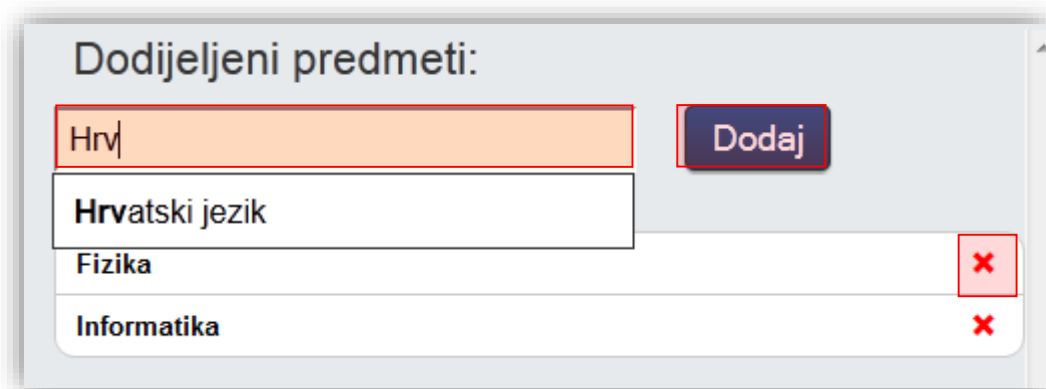 Dodijeljeni predmeti:
Hrv Dodaj
Hrvatski jezik
Fizika
Informatika